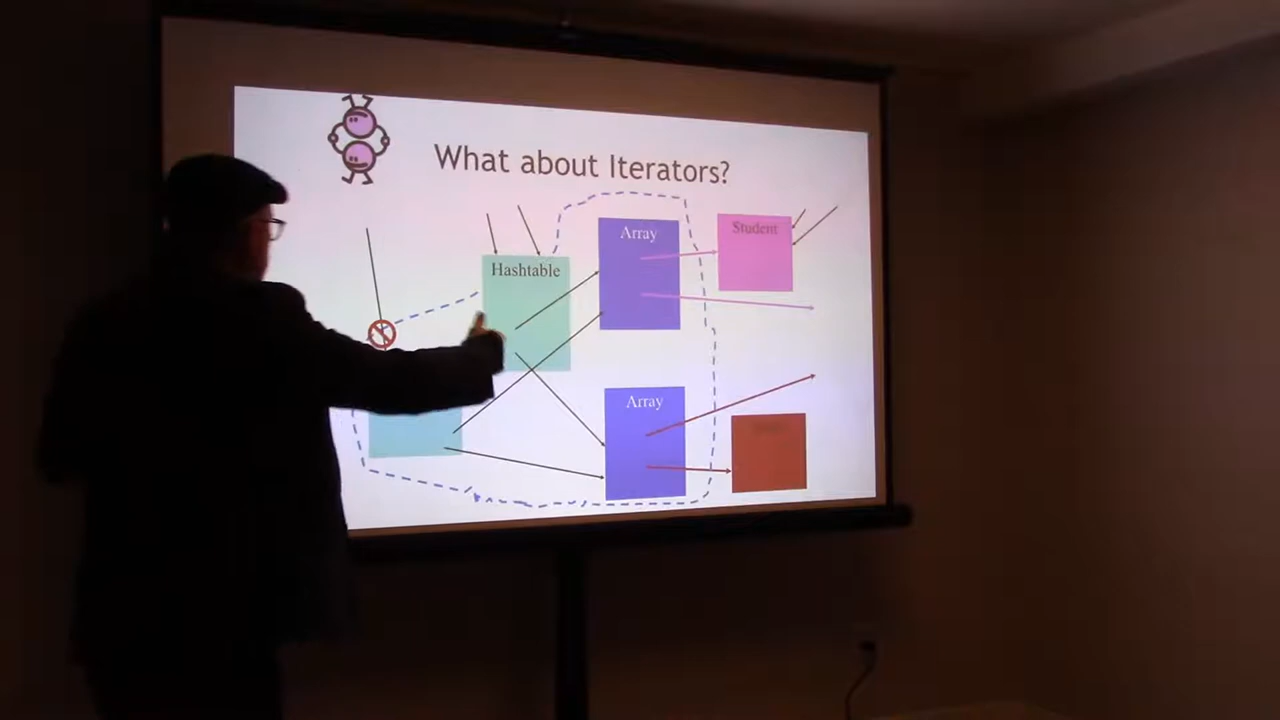 What about Iterators?
Array
Student
Hashtable
Array